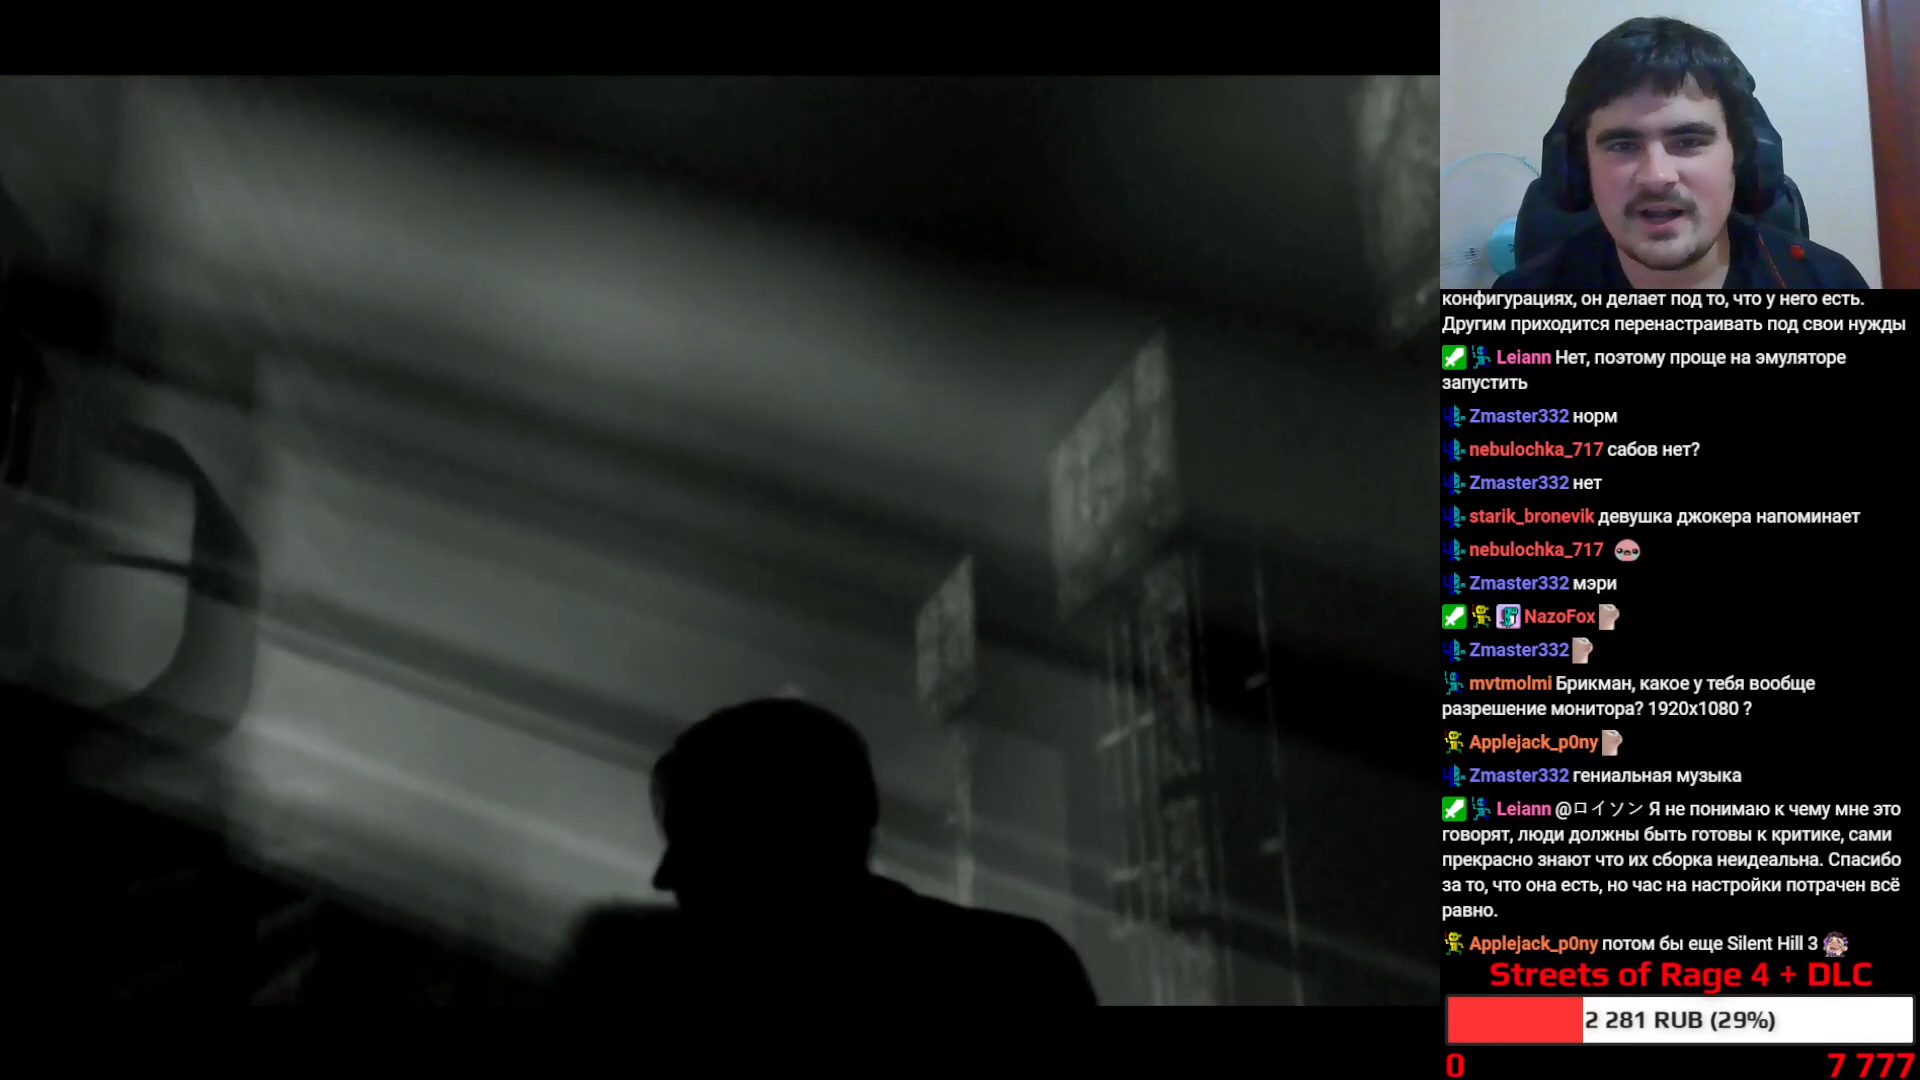 конфигурациях, он делает под то, что у него есть.
Другим приходится перенастраивать под свои нужды
Leiann Нет, поэтому проще на эмуляторе
запустить
Zmaster332 норм
nebulochka_717 сабов нет?
Zmaster332 нет
starik_bronevik девушка джокера напоминает
nebulochka_717
Zmaster332 мэри
NazoFox
Zmaster332
mvtmolmi Брикман, какое у тебя вообще
разрешение монитора? 1920x1080 ?
Applejack_p0ny
Zmaster332 гениальная музыка
Leiann @ロイソン Я не понимаю к чему мне это
говорят, люди должны быть готовы к критике, сами
прекрасно знают что их сборка неидеальна. Спасибо
за то, что она есть, но час на настройки потрачен всё
равно.
Applejack_p0ny потом бы еще Silent Hill 3
Streets of Rage 4 + DLC
2 281 RUB (29%)
0 7 777